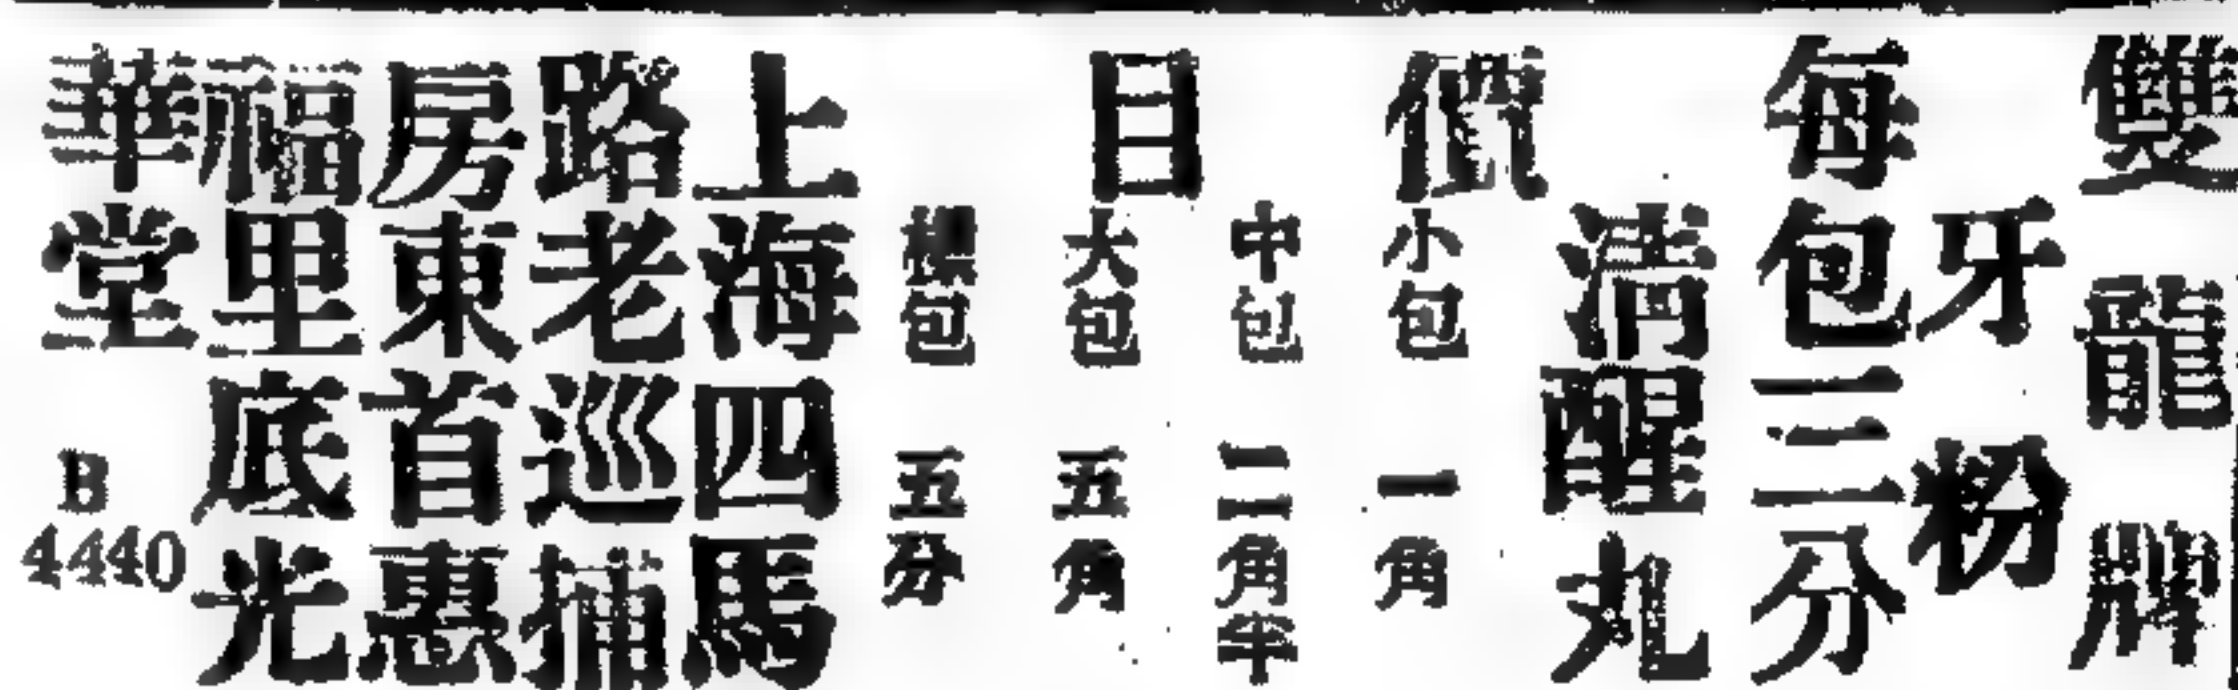 雙龍牌
牙粉
每包三分
清醒丸
價目
小包 一角
中包 二角半
大包 五角
樣包 五分
上海四馬
路老巡捕
房東首惠
福里底光
華堂
B
4440